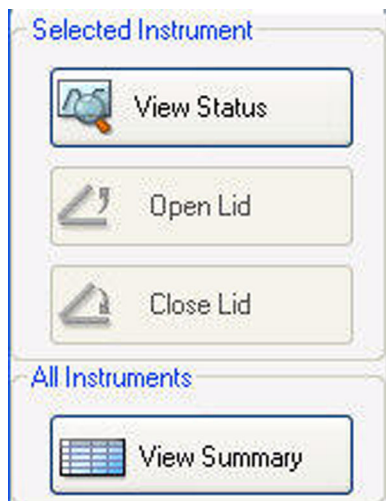 Selected Instrument
View Status
Open Lid
Close Lid
All Instruments
View Summary